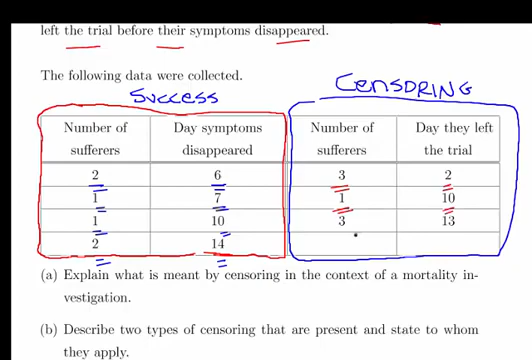 left the trial before their symptoms disappeared.
The following data were collected.
Success
Censoring
Number of sufferers Day symptoms disappeared Number of sufferers Day they left the trial
2 6 3 2
1 7 1 10
1 10 3 13
2 14
(a) Explain what is meant by censoring in the context of a mortality in-
vestigation.
(b) Describe two types of censoring that are present and state to whom
they apply.